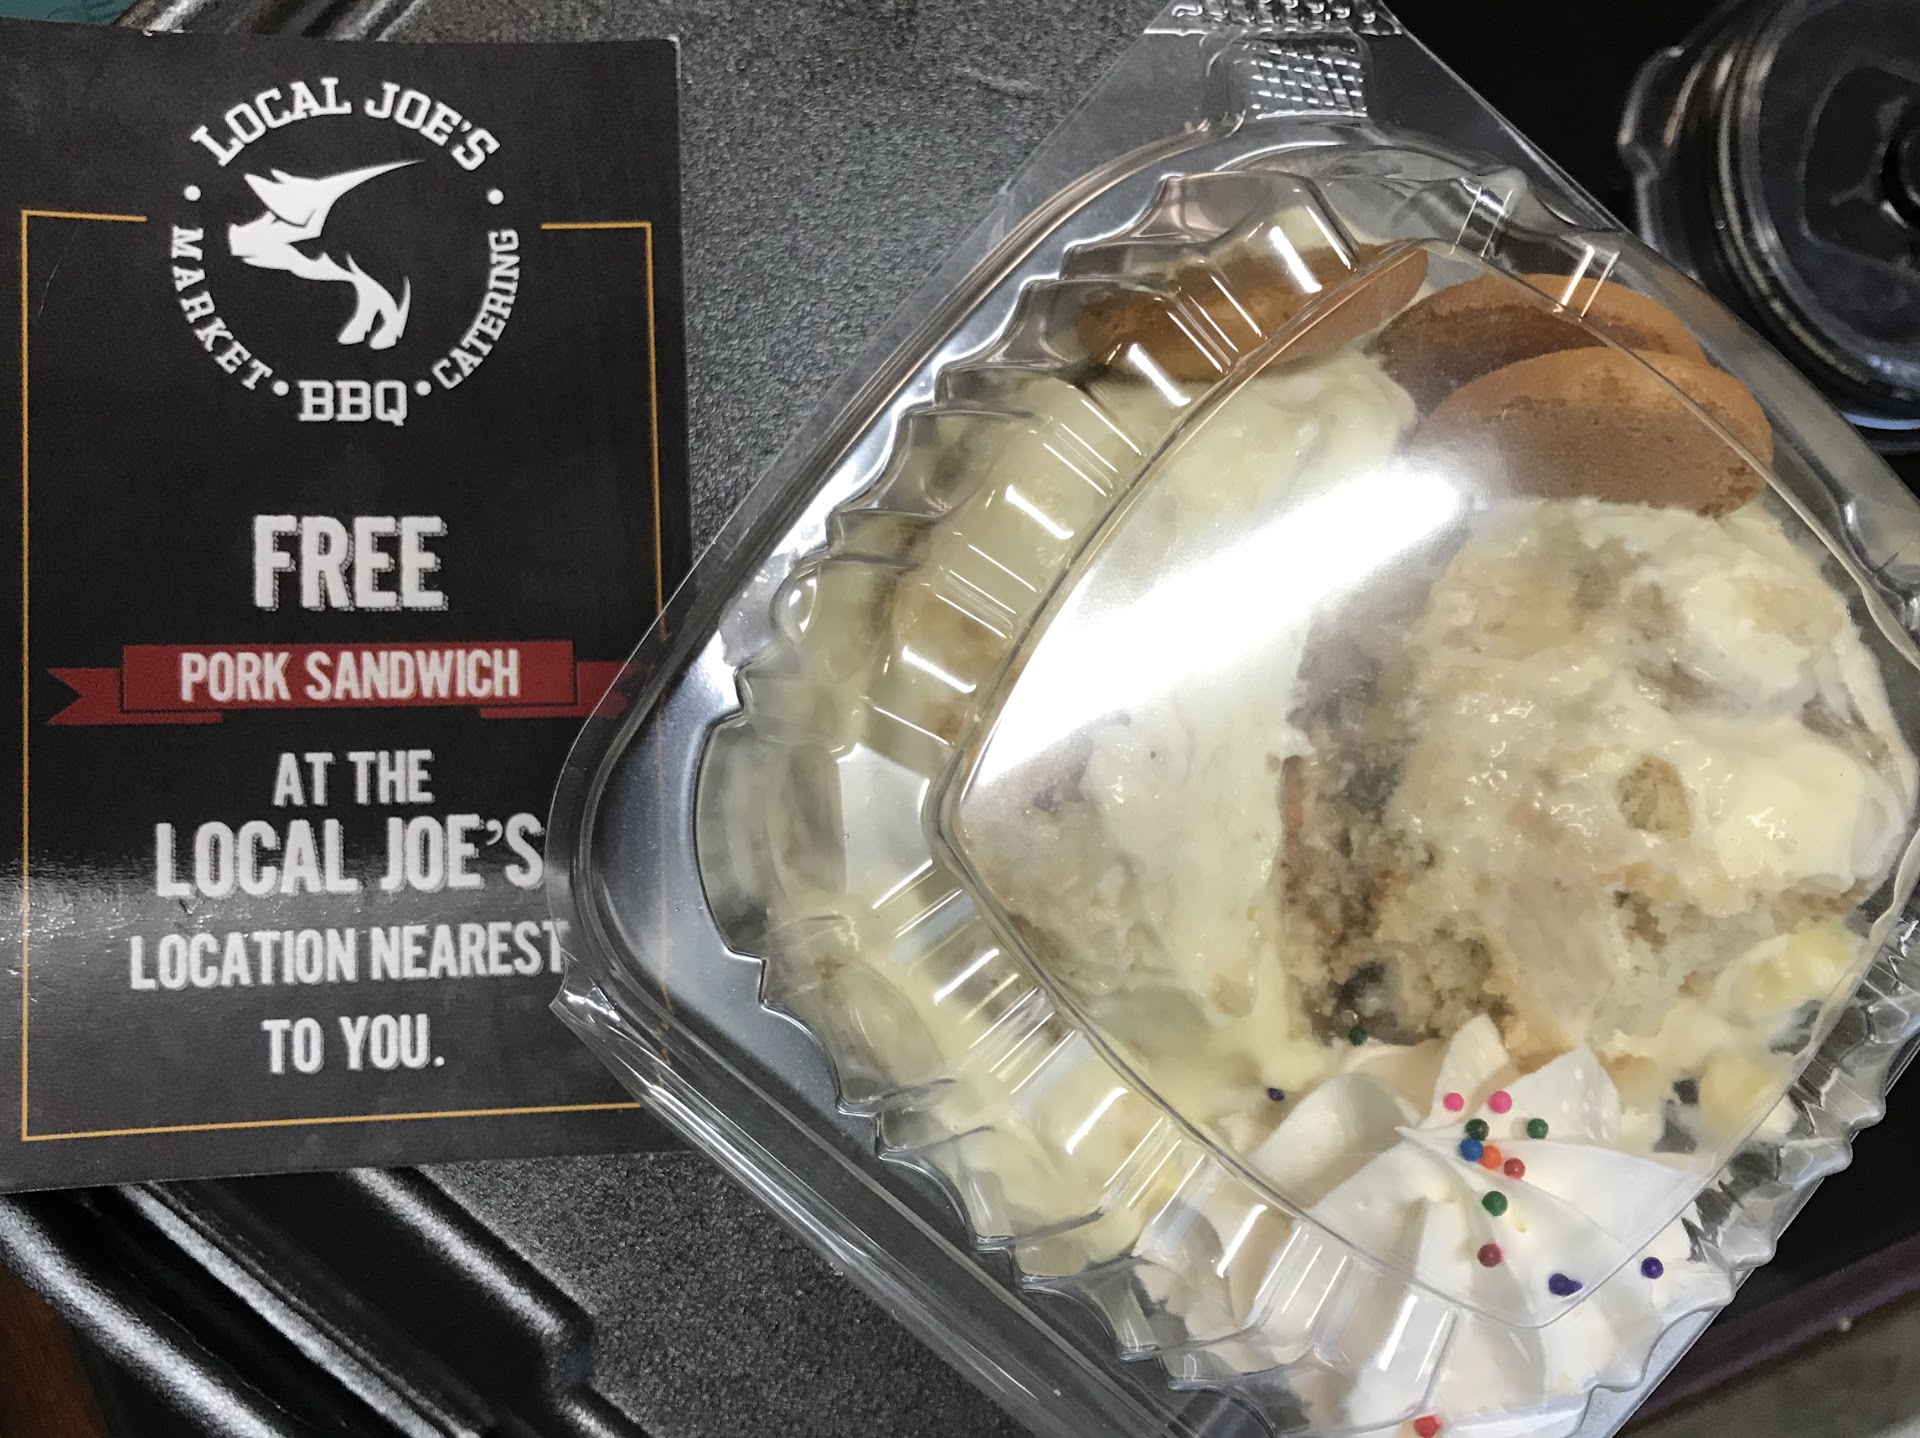 LOCAL JOE'S
MARKET • BBQ • CATERING
FREE
PORK SANDWICH
AT THE
LOCAL JOE'S
LOCATION NEAREST
TO YOU.